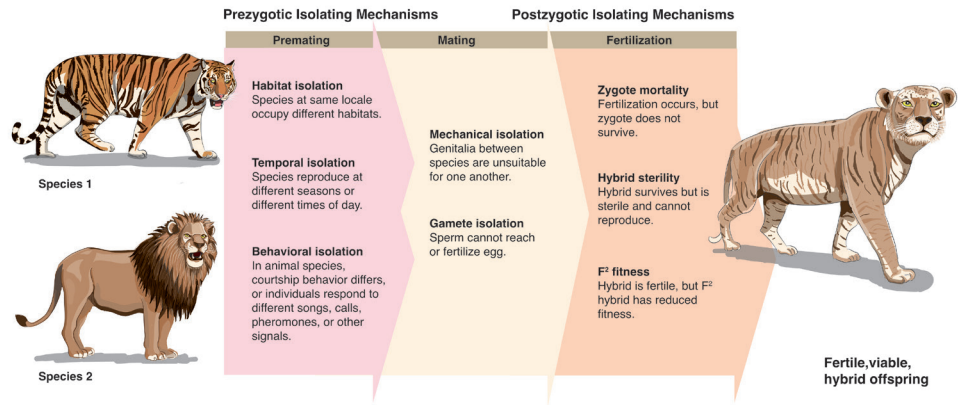 Prezygotic Isolating Mechanisms
Postzygotic Isolating Mechanisms
Premating
Mating
Fertilization
Species 1
Species 2
Habitat isolation
Species at same locale
occupy different habitats.
Temporal isolation
Species reproduce at
different seasons or
different times of day.
Behavioral isolation
In animal species,
courtship behavior differs,
or individuals respond to
different songs, calls,
pheromones, or other
signals.
Mechanical isolation
Genitalia between
species are unsuitable
for one another.
Gamete isolation
Sperm cannot reach
or fertilize egg.
Zygote mortality
Fertilization occurs, but
zygote does not
survive.
Hybrid sterility
Hybrid survives but is
sterile and cannot
reproduce.
F² fitness
Hybrid is fertile, but F²
hybrid has reduced
fitness.
Fertile,viable,
hybrid offspring